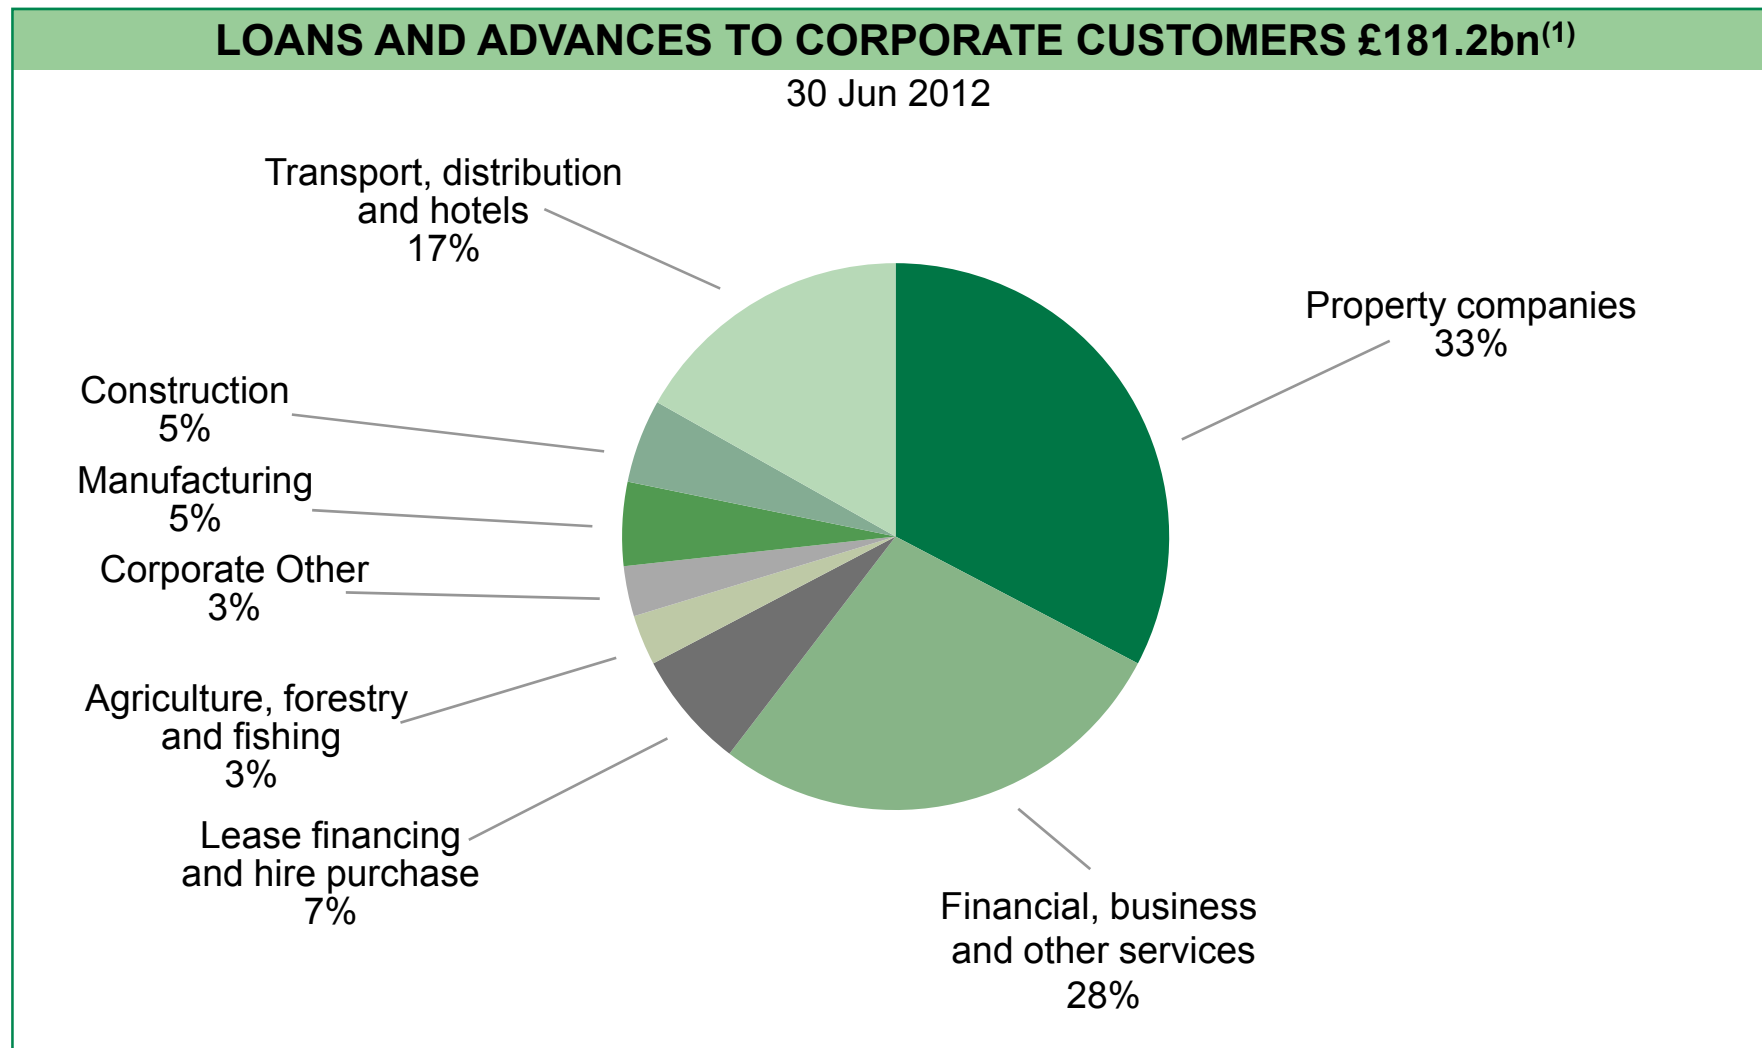 LOANS AND ADVANCES TO CORPORATE CUSTOMERS £181.2bn(1)
30 Jun 2012
Transport, distribution
and hotels
17%
Property companies
33%
Construction
5%
Manufacturing
5%
Corporate Other
3%
Agriculture, forestry
and fishing
3%
Lease financing
and hire purchase
7%
Financial, business
and other services
28%